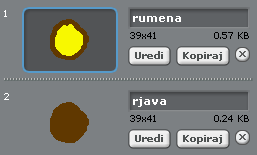 1
rumena
39x41 0.57 KB
Uredi Kopiraj
2
rjava
39x41 0.24 KB
Uredi Kopiraj